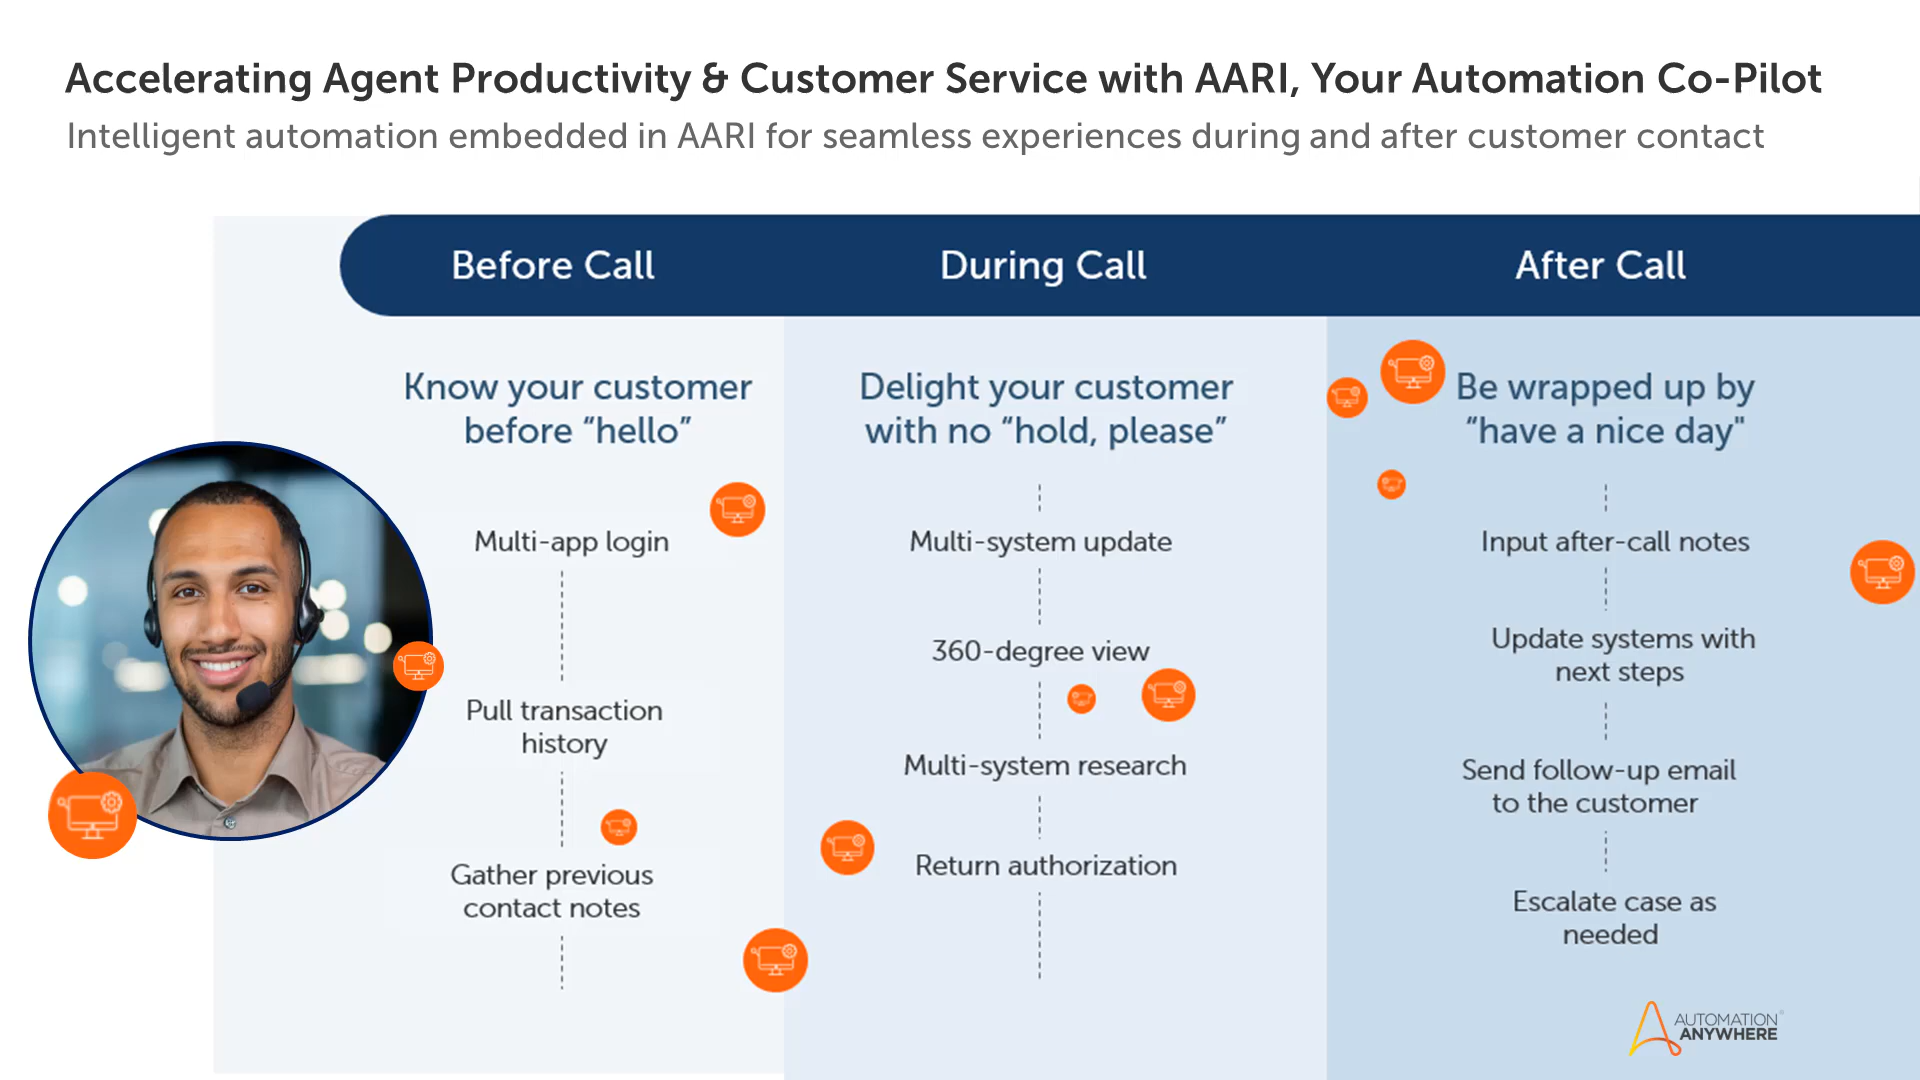 Accelerating Agent Productivity & Customer Service with AARI, Your Automation Co-Pilot
Intelligent automation embedded in AARI for seamless experiences during and after customer contact
Before Call
Know your customer
before “hello”
Multi-app login
Pull transaction
history
Gather previous
contact notes
During Call
Delight your customer
with no “hold, please”
Multi-system update
360-degree view
Multi-system research
Return authorization
After Call
Be wrapped up by
“have a nice day"
Input after-call notes
Update systems with
next steps
Send follow-up email
to the customer
Escalate case as
needed
AUTOMATION
ANYWHERE